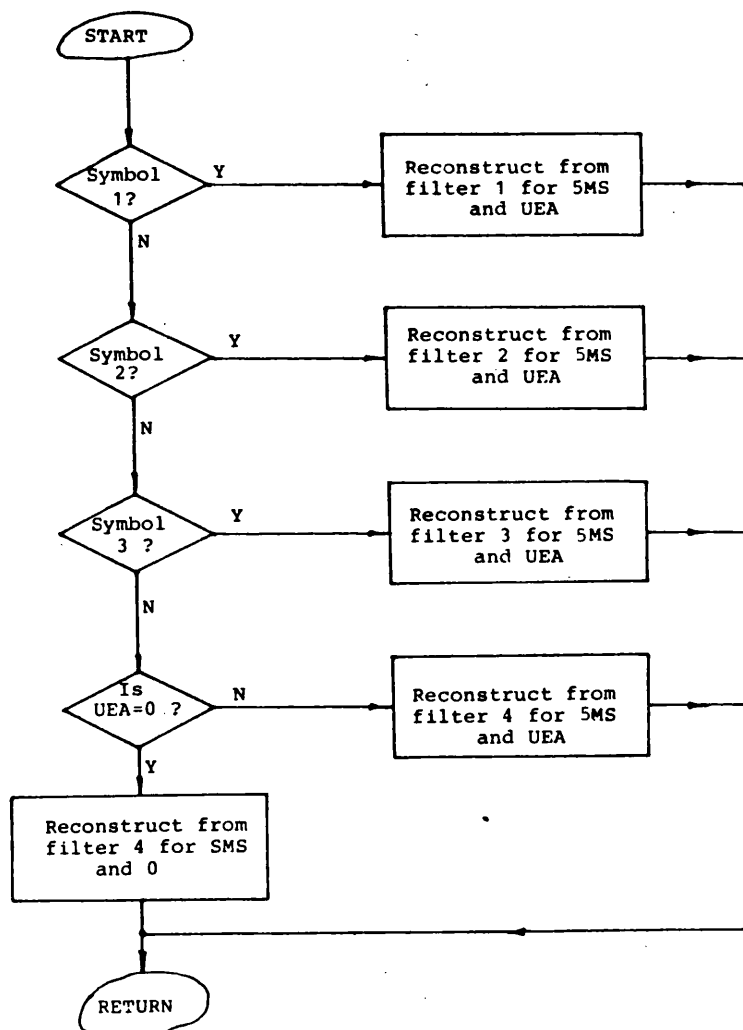 START
Symbol
1?
Y
N
Reconstruct from
filter 1 for 5MS
and UEA
Symbol
2?
Y
N
Reconstruct from
filter 2 for 5MS
and UEA
Symbol
3 ?
Y
N
Reconstruct from
filter 3 for 5MS
and UEA
Is
UEA=0 ?
N
Y
Reconstruct from
filter 4 for 5MS
and UEA
Reconstruct from
filter 4 for SMS
and 0
RETURN